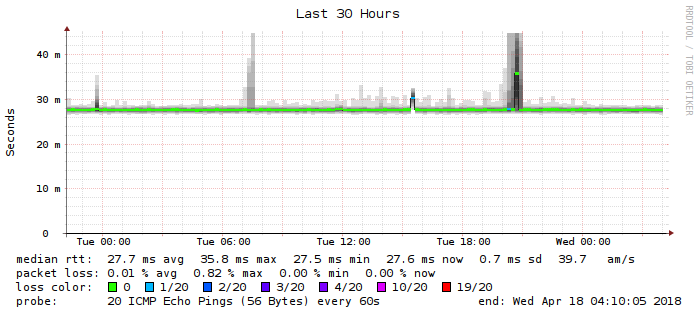 Last 30 Hours
RRDTOOL / TOBI OETIKER
Seconds
40 m
30 m
20 m
10 m
0
Tue 00:00 Tue 06:00 Tue 12:00 Tue 18:00 Wed 00:00
median rtt: 27.7 ms avg 35.8 ms max 27.5 ms min 27.6 ms now 0.7 ms sd 39.7 am/s
packet loss: 0.01 % avg 0.82 % max 0.00 % min 0.00 % now
loss color: 0 1/20 2/20 3/20 4/20 10/20 19/20
probe: 20 ICMP Echo Pings (56 Bytes) every 60s end: Wed Apr 18 04:10:05 2018